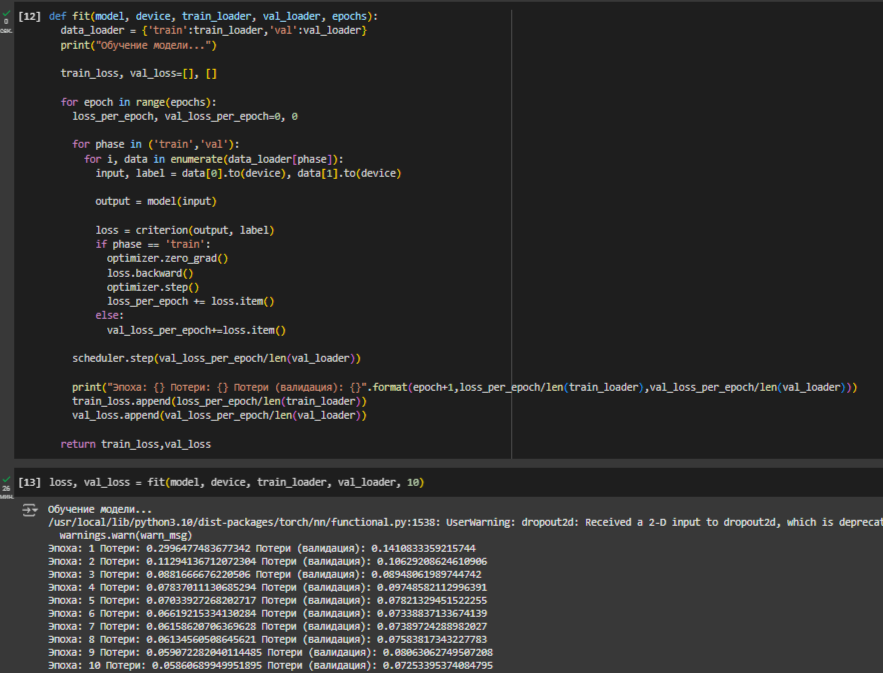 [12] def fit(model, device, train_loader, val_loader, epochs):
data_loader = {'train':train_loader,'val':val_loader}
print("Обучение модели...")
train_loss, val_loss=[], []
for epoch in range(epochs):
loss_per_epoch, val_loss_per_epoch=0, 0
for phase in ('train','val'):
for i, data in enumerate(data_loader[phase]):
input, label = data[0].to(device), data[1].to(device)
output = model(input)
loss = criterion(output, label)
if phase == 'train':
optimizer.zero_grad()
loss.backward()
optimizer.step()
loss_per_epoch += loss.item()
else:
val_loss_per_epoch+=loss.item()
scheduler.step(val_loss_per_epoch/len(val_loader))
print("Эпоха: {} Потери: {} Потери (валидация): {}".format(epoch+1,loss_per_epoch/len(train_loader),val_loss_per_epoch/len(val_loader)))
train_loss.append(loss_per_epoch/len(train_loader))
val_loss.append(val_loss_per_epoch/len(val_loader))
return train_loss,val_loss
0
сек.
[13] loss, val_loss = fit(model, device, train_loader, val_loader, 10)
26
мин.
Обучение модели...
/usr/local/lib/python3.10/dist-packages/torch/nn/functional.py:1538: UserWarning: dropout2d: Received a 2-D input to dropout2d, which is deprecat
warnings.warn(warn_msg)
Эпоха: 1 Потери: 0.2996477483677342 Потери (валидация): 0.1410833359215744
Эпоха: 2 Потери: 0.11294136712072304 Потери (валидация): 0.10629208624610906
Эпоха: 3 Потери: 0.0881666676220506 Потери (валидация): 0.08948061989744742
Эпоха: 4 Потери: 0.07837011130685294 Потери (валидация): 0.09748582112996391
Эпоха: 5 Потери: 0.07033927268202717 Потери (валидация): 0.07821329451522255
Эпоха: 6 Потери: 0.06619215334130284 Потери (валидация): 0.07338837133674139
Эпоха: 7 Потери: 0.06158620706369628 Потери (валидация): 0.07389724288982027
Эпоха: 8 Потери: 0.06134560508645621 Потери (валидация): 0.07583817343227783
Эпоха: 9 Потери: 0.059072282040114485 Потери (валидация): 0.08063062749507208
Эпоха: 10 Потери: 0.05860689949951895 Потери (валидация): 0.07253395374084795